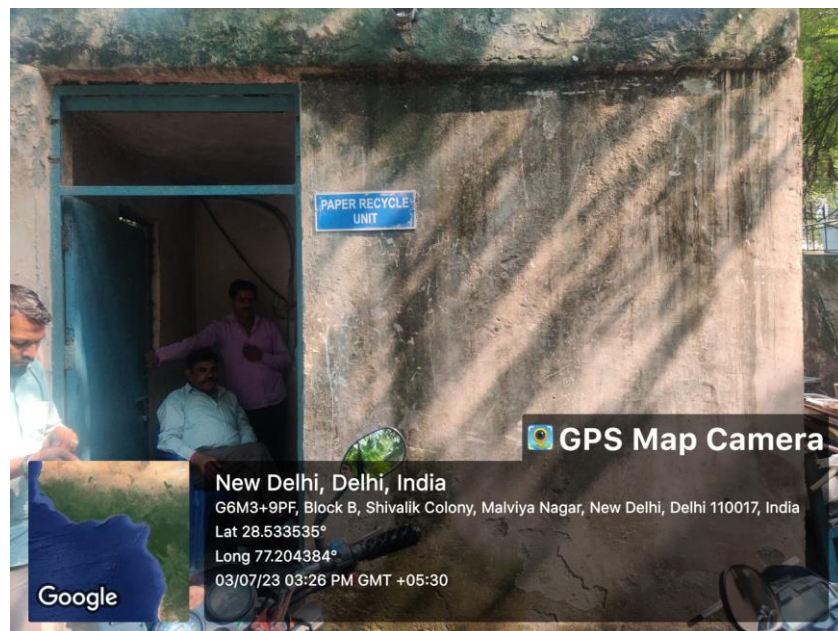 PAPER RECYCLE
UNIT
GPS Map Camera
New Delhi, Delhi, India
G6M3+9PF, Block B, Shivalik Colony, Malviya Nagar, New Delhi, Delhi 110017, India
Lat 28.533535°
Long 77.204384°
03/07/23 03:26 PM GMT +05:30
Google